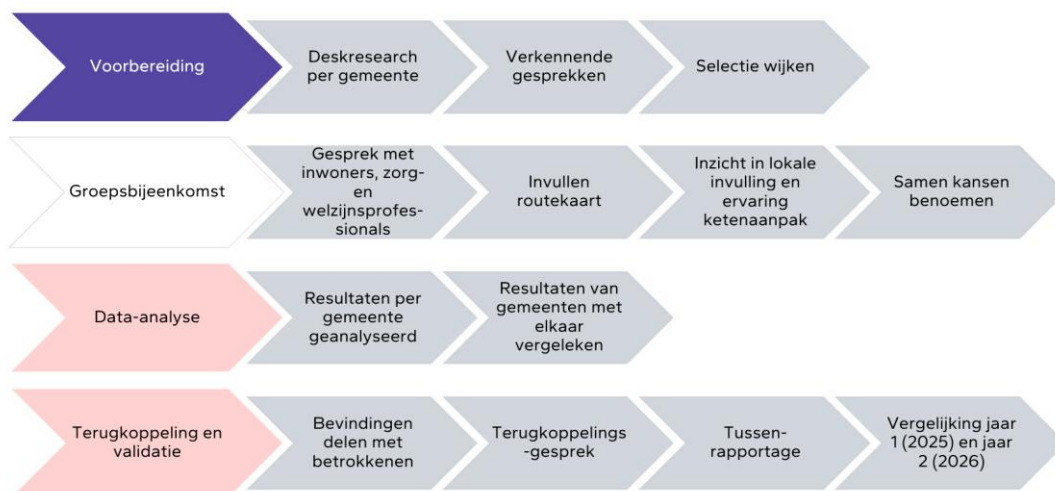 Voorbereiding
Deskresearch
per gemeente
Verkennende
gesprekken
Selectie wijken
Groepsbijeenkomst
Gesprek met
inwoners, zorg-
en
welzijnsprofes-
sionals
Invullen
routekaart
Inzicht in lokale
invulling en
ervaring
ketenaanpak
Samen kansen
benoemen
Data-analyse
Resultaten per
gemeente
geanalyseerd
Resultaten van
gemeenten met
elkaar
vergeleken
Terugkoppeling en
validatie
Bevindingen
delen met
betrokkenen
Terugkoppelings
-gesprek
Tussen-
rapportage
Vergelijking jaar
1 (2025) en jaar
2 (2026)